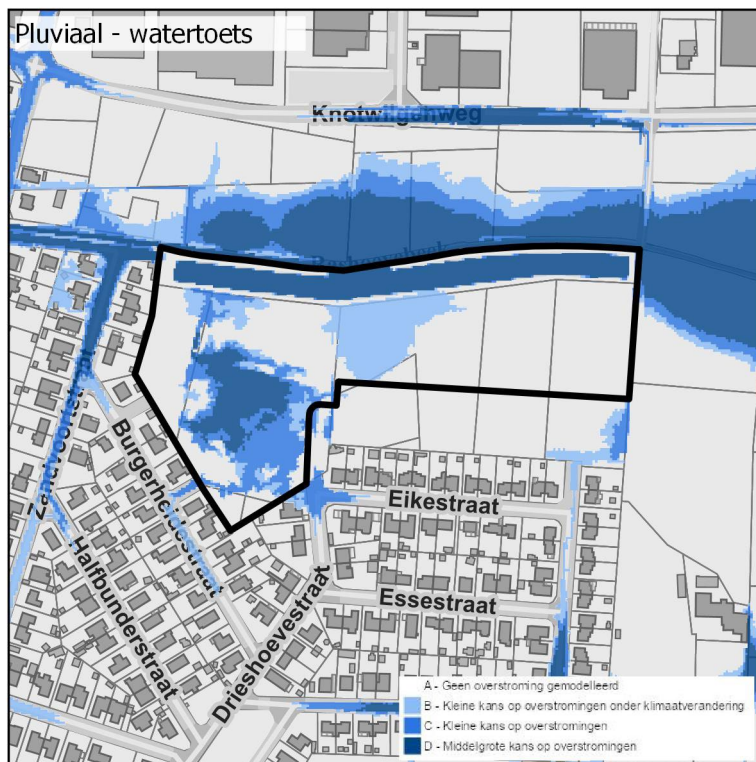 Pluviaal - watertoets
Knotwilgenweg
Zandvoortstraat
Burgerheidestraat
Halfbunderstraat
Drieshoevestraat
Eikestraat
Essestraat
A - Geen overstroming gemodelleerd
B - Kleine kans op overstromingen onder klimaatverandering
C - Kleine kans op overstromingen
D - Middelgrote kans op overstromingen